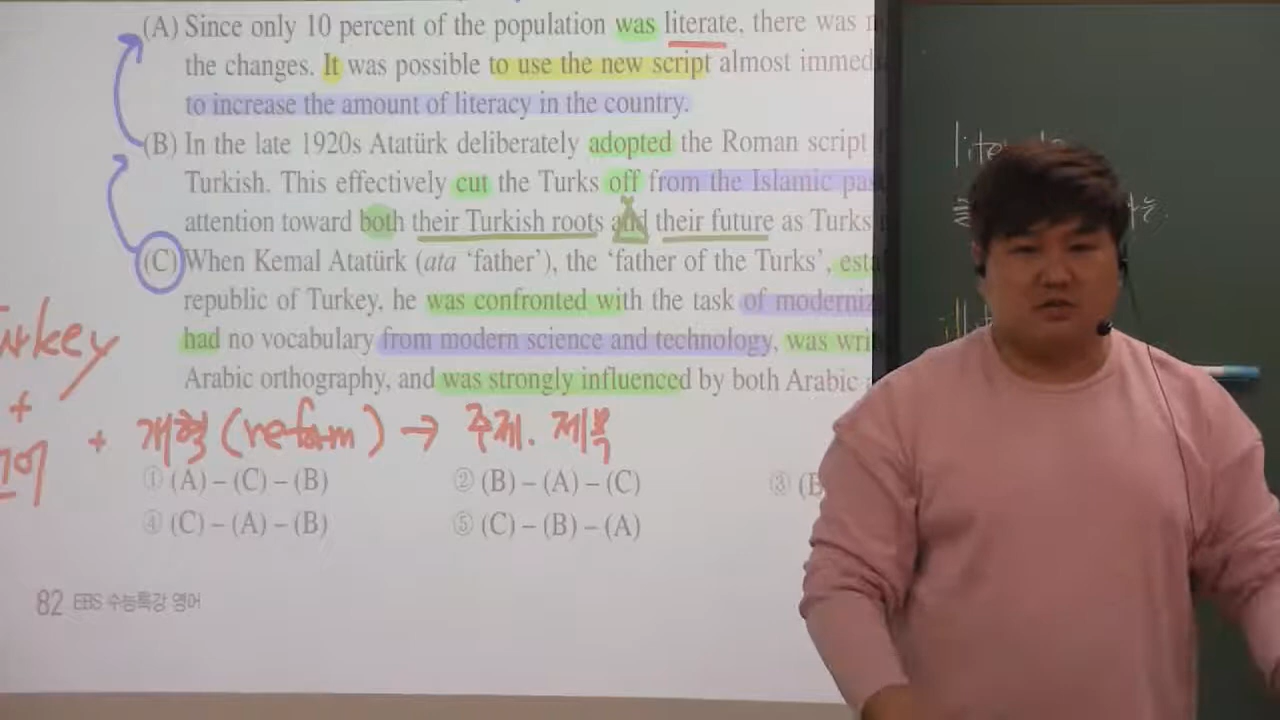 (A) Since only 10 percent of the population was literate, there was
the changes. It was possible to use the new script almost immed
to increase the amount of literacy in the country.
(B) In the late 1920s Atatürk deliberately adopted the Roman script
Turkish. This effectively cut the Turks off from the Islamic pas
attention toward both their Turkish roots and their future as Turks
(C) When Kemal Atatürk (ata ‘father’), the ‘father of the Turks’, esta
republic of Turkey, he was confronted with the task of moderniz
had no vocabulary from modern science and technology, was wri
Arabic orthography, and was strongly influenced by both Arabic
urkey
+
+ 개혁 (reform) → 주제. 제목
① (A) – (C) – (B) ② (B) – (A) – (C) ③ (B
④ (C) – (A) – (B) ⑤ (C) – (B) – (A)
82 EBS 수능특강 영어